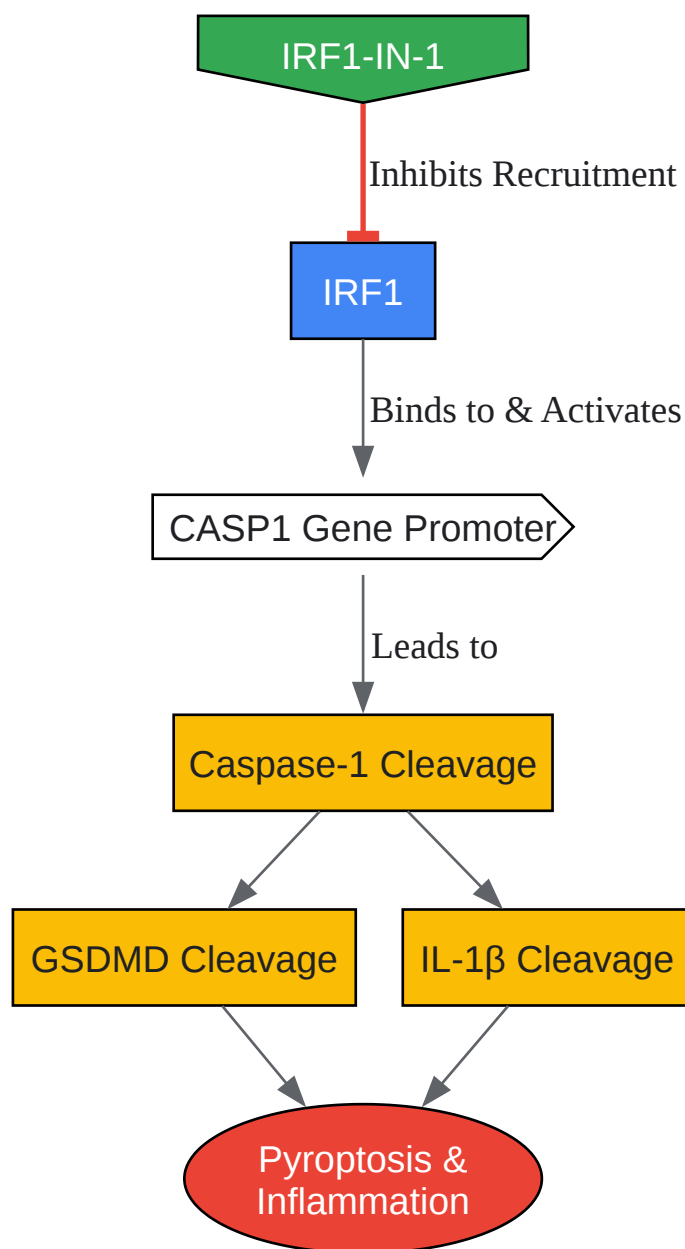 IRF1-IN-1
Inhibits Recruitment
IRF1
Binds to & Activates
CASP1 Gene Promoter
Leads to
Caspase-1 Cleavage
GSDMD Cleavage
IL-1β Cleavage
Pyroptosis &
Inflammation